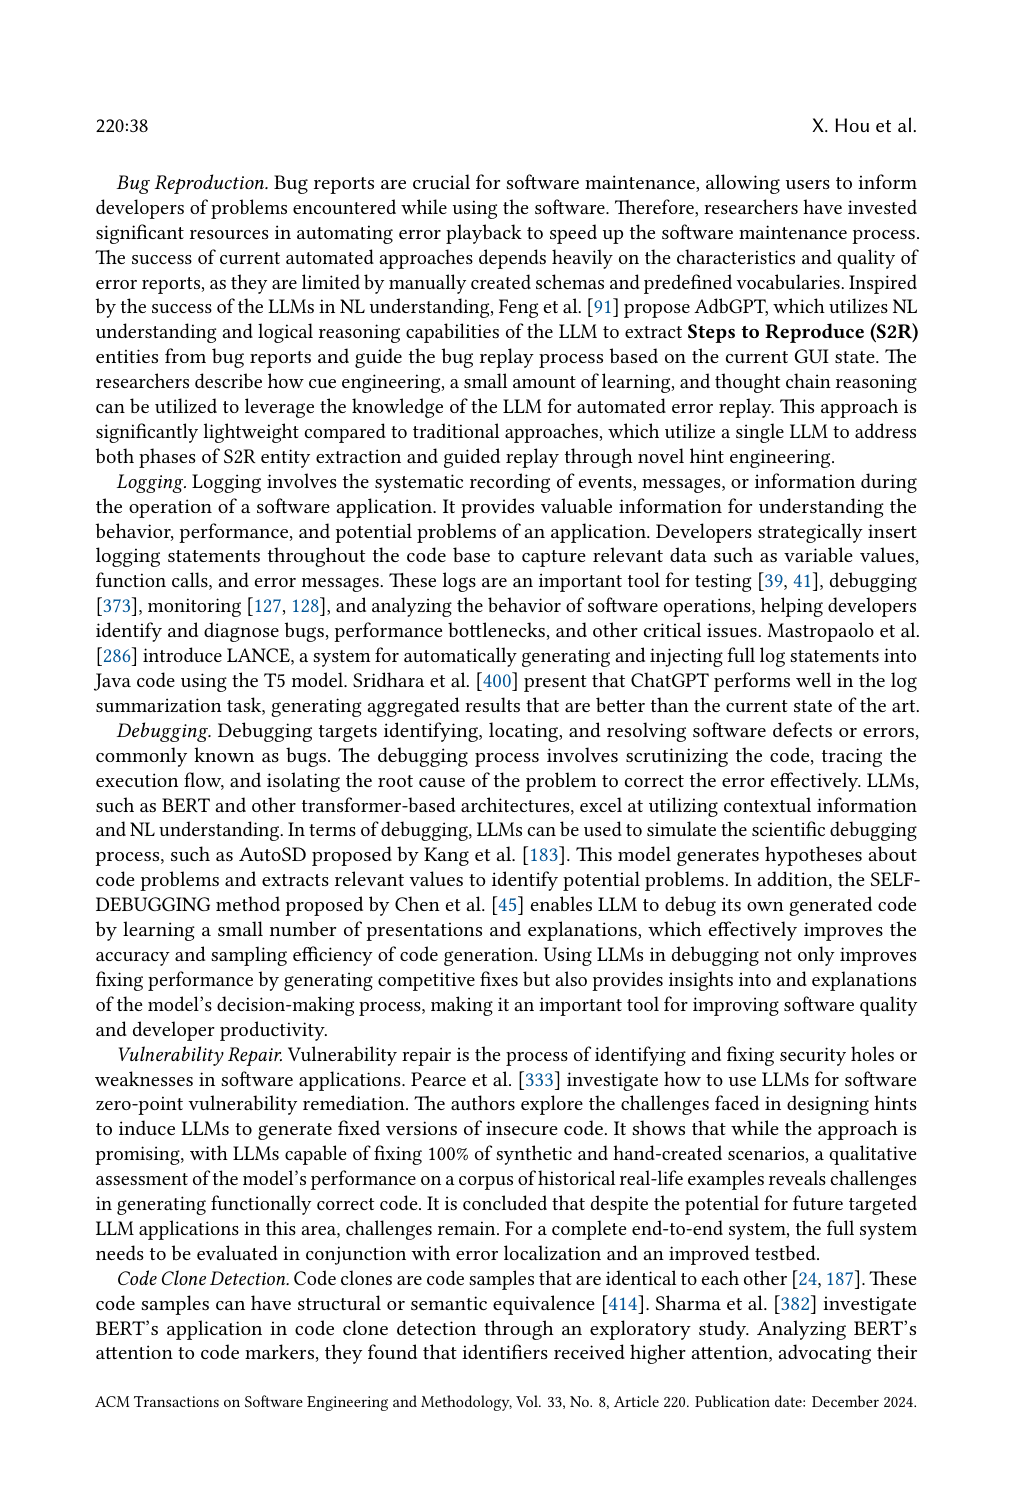 220:38 X. Hou et al.
Bug Reproduction. Bug reports are crucial for software maintenance, allowing users to inform
developers of problems encountered while using the software. Therefore, researchers have invested
significant resources in automating error playback to speed up the software maintenance process.
The success of current automated approaches depends heavily on the characteristics and quality of
error reports, as they are limited by manually created schemas and predefined vocabularies. Inspired
by the success of the LLMs in NL understanding, Feng et al. [91] propose AdbGPT, which utilizes NL
understanding and logical reasoning capabilities of the LLM to extract Steps to Reproduce (S2R)
entities from bug reports and guide the bug replay process based on the current GUI state. The
researchers describe how cue engineering, a small amount of learning, and thought chain reasoning
can be utilized to leverage the knowledge of the LLM for automated error replay. This approach is
significantly lightweight compared to traditional approaches, which utilize a single LLM to address
both phases of S2R entity extraction and guided replay through novel hint engineering.
Logging. Logging involves the systematic recording of events, messages, or information during
the operation of a software application. It provides valuable information for understanding the
behavior, performance, and potential problems of an application. Developers strategically insert
logging statements throughout the code base to capture relevant data such as variable values,
function calls, and error messages. These logs are an important tool for testing [39, 41], debugging
[373], monitoring [127, 128], and analyzing the behavior of software operations, helping developers
identify and diagnose bugs, performance bottlenecks, and other critical issues. Mastropaolo et al.
[286] introduce LANCE, a system for automatically generating and injecting full log statements into
Java code using the T5 model. Sridhara et al. [400] present that ChatGPT performs well in the log
summarization task, generating aggregated results that are better than the current state of the art.
Debugging. Debugging targets identifying, locating, and resolving software defects or errors,
commonly known as bugs. The debugging process involves scrutinizing the code, tracing the
execution flow, and isolating the root cause of the problem to correct the error effectively. LLMs,
such as BERT and other transformer-based architectures, excel at utilizing contextual information
and NL understanding. In terms of debugging, LLMs can be used to simulate the scientific debugging
process, such as AutoSD proposed by Kang et al. [183]. This model generates hypotheses about
code problems and extracts relevant values to identify potential problems. In addition, the SELF-
DEBUGGING method proposed by Chen et al. [45] enables LLM to debug its own generated code
by learning a small number of presentations and explanations, which effectively improves the
accuracy and sampling efficiency of code generation. Using LLMs in debugging not only improves
fixing performance by generating competitive fixes but also provides insights into and explanations
of the model's decision-making process, making it an important tool for improving software quality
and developer productivity.
Vulnerability Repair. Vulnerability repair is the process of identifying and fixing security holes or
weaknesses in software applications. Pearce et al. [333] investigate how to use LLMs for software
zero-point vulnerability remediation. The authors explore the challenges faced in designing hints
to induce LLMs to generate fixed versions of insecure code. It shows that while the approach is
promising, with LLMs capable of fixing 100% of synthetic and hand-created scenarios, a qualitative
assessment of the model's performance on a corpus of historical real-life examples reveals challenges
in generating functionally correct code. It is concluded that despite the potential for future targeted
LLM applications in this area, challenges remain. For a complete end-to-end system, the full system
needs to be evaluated in conjunction with error localization and an improved testbed.
Code Clone Detection. Code clones are code samples that are identical to each other [24, 187]. These
code samples can have structural or semantic equivalence [414]. Sharma et al. [382] investigate
BERT's application in code clone detection through an exploratory study. Analyzing BERT's
attention to code markers, they found that identifiers received higher attention, advocating their
ACM Transactions on Software Engineering and Methodology, Vol. 33, No. 8, Article 220. Publication date: December 2024.